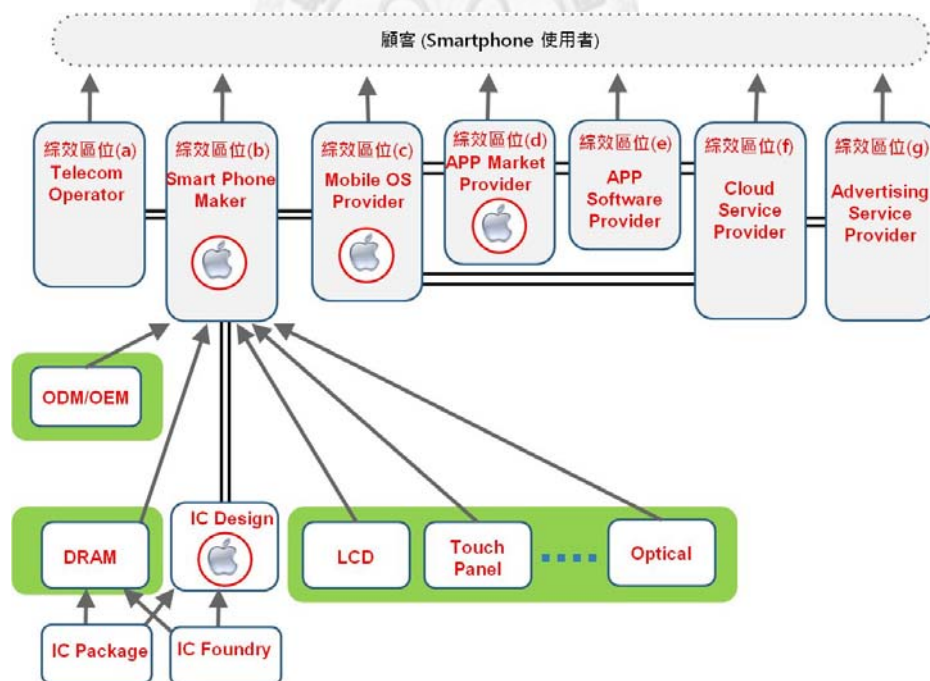 顧客 (Smartphone 使用者)
綜效區位(a)
Telecom
Operator
綜效區位(b)
Smart Phone
Maker
綜效區位(c)
Mobile OS
Provider
綜效區位(d)
APP Market
Provider
綜效區位(e)
APP
Software
Provider
綜效區位(f)
Cloud
Service
Provider
綜效區位(g)
Advertising
Service
Provider
ODM/OEM
DRAM
IC Design
LCD
Touch
Panel
Optical
IC Package
IC Foundry